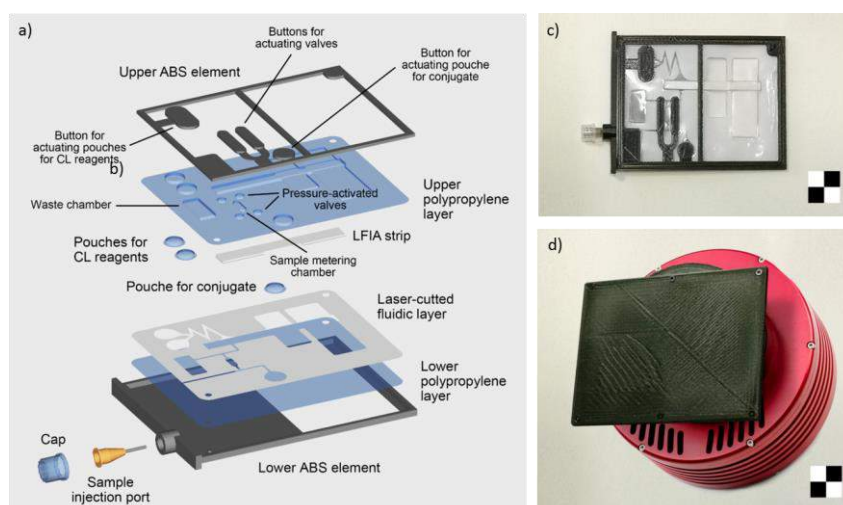 a)
Buttons for
actuating valves
Button for
actuating pouche
for conjugate
Upper ABS element
Button for
actuating pouches
for CL reagents
b)
Waste chamber
Pressure-activated
valves
Upper
polypropylene
layer
Pouches for
CL reagents
LFIA strip
Sample metering
chamber
Pouche for conjugate
Laser-cutted
fluidic layer
Lower
polypropylene
layer
Cap
Sample
injection port
Lower ABS element
c)
d)